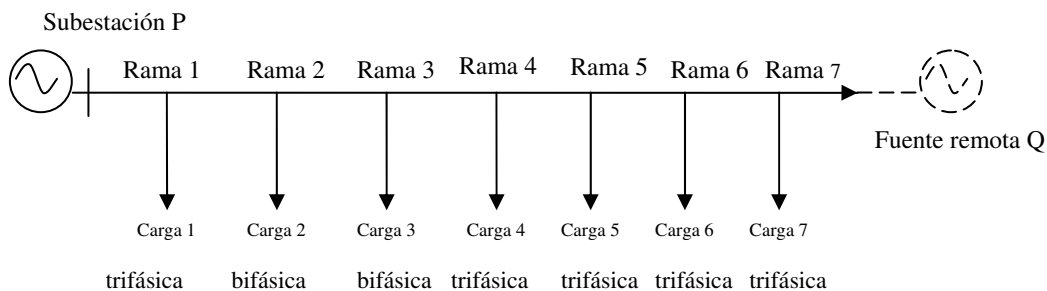 Subestación P
Rama 1 Rama 2 Rama 3 Rama 4 Rama 5 Rama 6 Rama 7
Fuente remota Q
Carga 1 Carga 2 Carga 3 Carga 4 Carga 5 Carga 6 Carga 7
trifásica bifásica bifásica trifásica trifásica trifásica trifásica